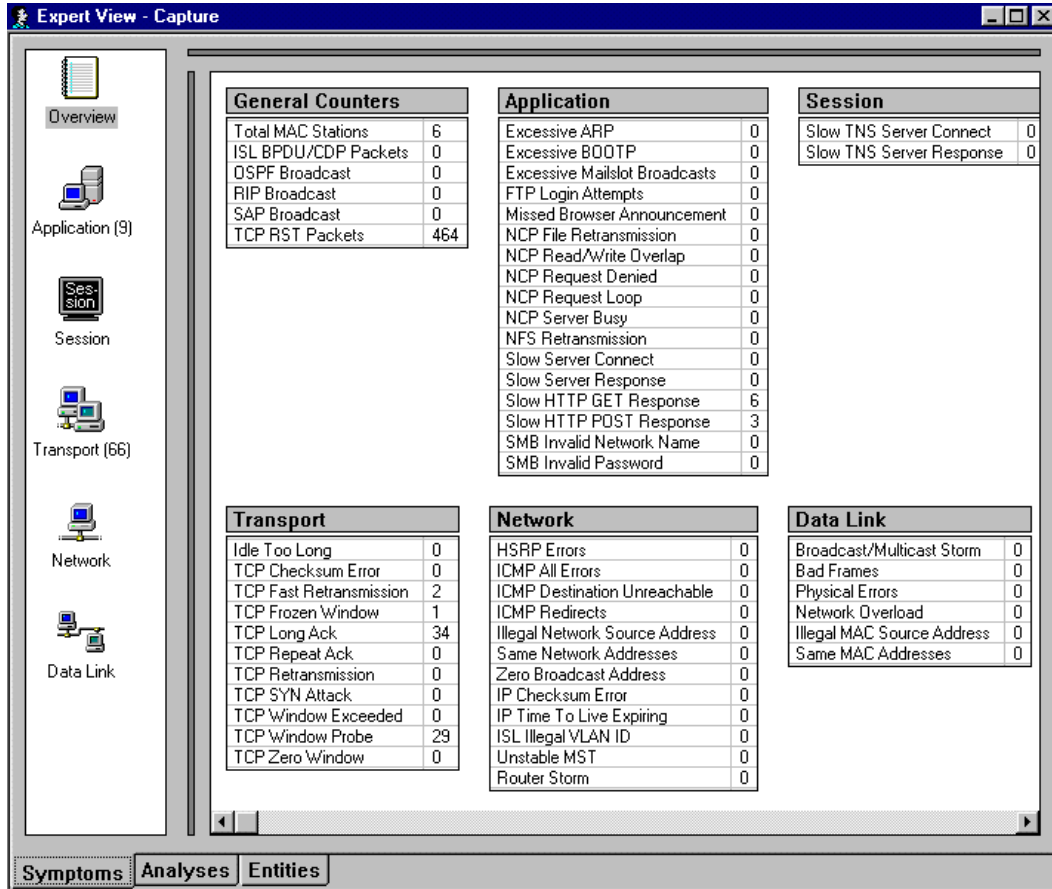 Expert View - Capture
Overview
Application (9)
Ses-
sion
Session
Transport (66)
Network
Data Link
General Counters
Total MAC Stations 6
ISL BPDU/CDP Packets 0
OSPF Broadcast 0
RIP Broadcast 0
SAP Broadcast 0
TCP RST Packets 464
Application
Excessive ARP 0
Excessive BOOTP 0
Excessive Mailslot Broadcasts 0
FTP Login Attempts 0
Missed Browser Announcement 0
NCP File Retransmission 0
NCP Read/Write Overlap 0
NCP Request Denied 0
NCP Request Loop 0
NCP Server Busy 0
NFS Retransmission 0
Slow Server Connect 0
Slow Server Response 0
Slow HTTP GET Response 6
Slow HTTP POST Response 3
SMB Invalid Network Name 0
SMB Invalid Password 0
Session
Slow TNS Server Connect 0
Slow TNS Server Response 0
Transport
Idle Too Long 0
TCP Checksum Error 0
TCP Fast Retransmission 2
TCP Frozen Window 1
TCP Long Ack 34
TCP Repeat Ack 0
TCP Retransmission 0
TCP SYN Attack 0
TCP Window Exceeded 0
TCP Window Probe 29
TCP Zero Window 0
Network
HSRP Errors 0
ICMP All Errors 0
ICMP Destination Unreachable 0
ICMP Redirects 0
Illegal Network Source Address 0
Same Network Addresses 0
Zero Broadcast Address 0
IP Checksum Error 0
IP Time To Live Expiring 0
ISL Illegal VLAN ID 0
Unstable MST 0
Router Storm 0
Data Link
Broadcast/Multicast Storm 0
Bad Frames 0
Physical Errors 0
Network Overload 0
Illegal MAC Source Address 0
Same MAC Addresses 0
Symptoms Analyses Entities